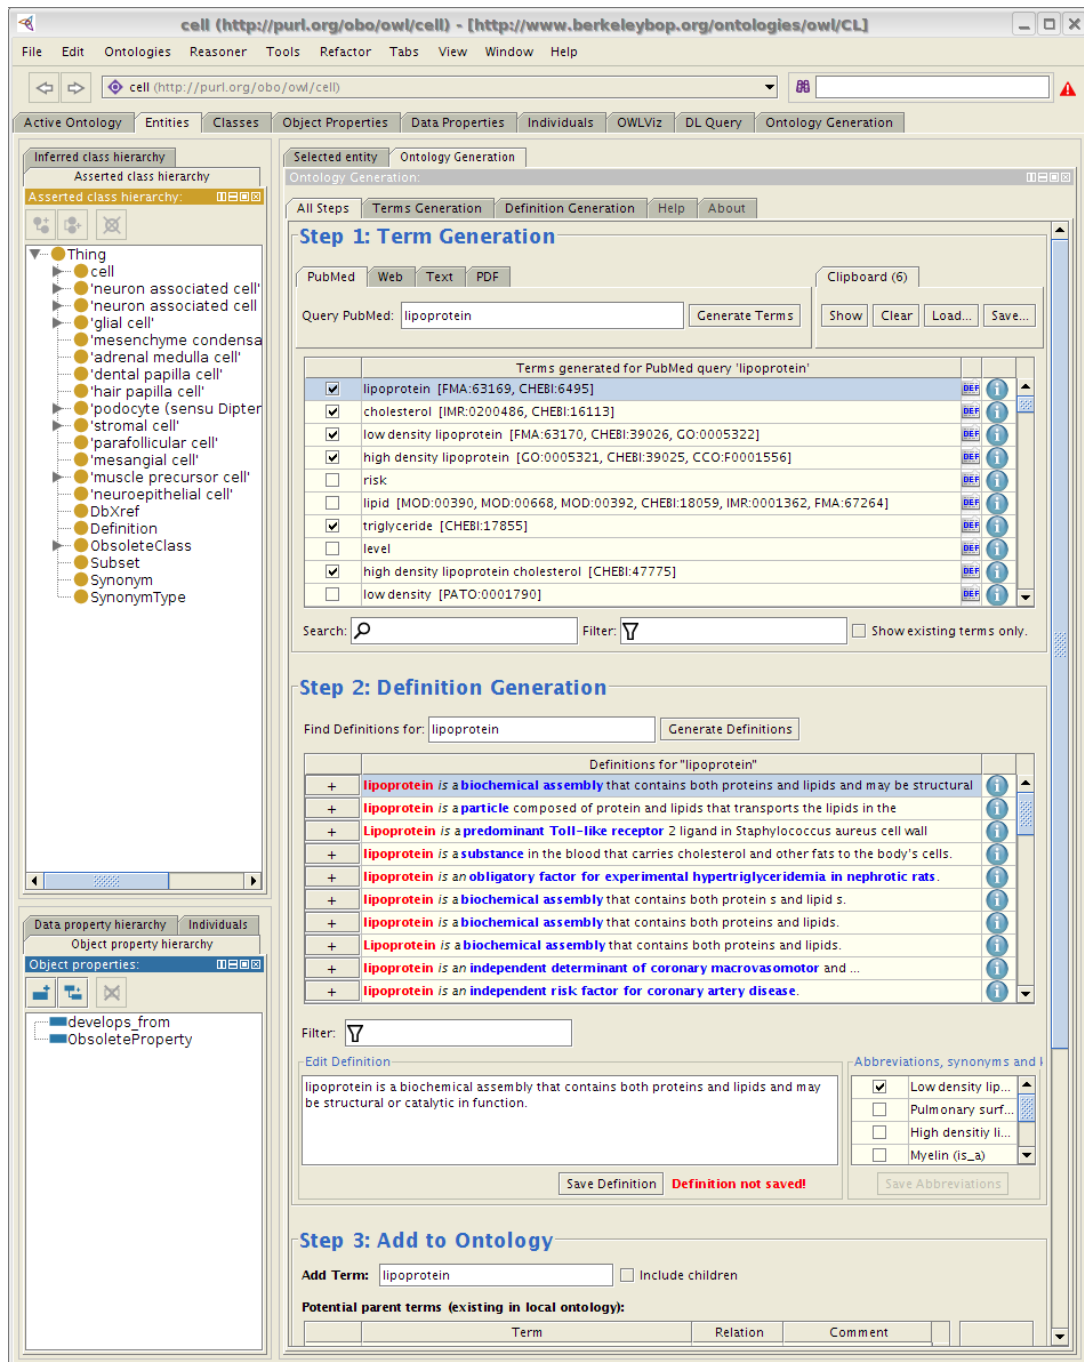 cell (http://purl.org/obo/owl/cell) - [http://www.berkeleybop.org/ontologies/owl/CL]
File Edit Ontologies Reasoner Tools Refactor Tabs View Window Help
cell (http://purl.org/obo/owl/cell)
Active Ontology Entities Classes Object Properties Data Properties Individuals OWLViz DL Query Ontology Generation
Inferred class hierarchy
Asserted class hierarchy
Asserted class hierarchy:
Thing
cell
'neuron associated cell'
'neuron associated cell
'glial cell'
'mesenchyme condensa
'adrenal medulla cell'
'dental papilla cell'
'hair papilla cell'
'podocyte (sensu Dipter
'stromal cell'
'parafollicular cell'
'mesangial cell'
'muscle precursor cell'
'neuroepithelial cell'
DbXref
Definition
ObsoleteClass
Subset
Synonym
SynonymType
Data property hierarchy Individuals
Object property hierarchy
Object properties:
develops_from
ObsoleteProperty
Selected entity Ontology Generation
Ontology Generation:
All Steps Terms Generation Definition Generation Help About
Step 1: Term Generation
PubMed Web Text PDF
Clipboard (6)
Query PubMed: lipoprotein Generate Terms
Show Clear Load... Save...
Terms generated for PubMed query 'lipoprotein'
lipoprotein [FMA:63169, CHEBI:6495] DEF
cholesterol [IMR:0200486, CHEBI:16113] DEF
low density lipoprotein [FMA:63170, CHEBI:39026, GO:0005322] DEF
high density lipoprotein [GO:0005321, CHEBI:39025, CCO:F0001556] DEF
risk DEF
lipid [MOD:00390, MOD:00668, MOD:00392, CHEBI:18059, IMR:0001362, FMA:67264] DEF
triglyceride [CHEBI:17855] DEF
level DEF
high density lipoprotein cholesterol [CHEBI:47775] DEF
low density [PATO:0001790] DEF
Search: Filter: Show existing terms only.
Step 2: Definition Generation
Find Definitions for: lipoprotein Generate Definitions
Definitions for "lipoprotein"
+ lipoprotein is a biochemical assembly that contains both proteins and lipids and may be structural
+ lipoprotein is a particle composed of protein and lipids that transports the lipids in the
+ Lipoprotein is a predominant Toll-like receptor 2 ligand in Staphylococcus aureus cell wall
+ lipoprotein is a substance in the blood that carries cholesterol and other fats to the body's cells.
+ lipoprotein is an obligatory factor for experimental hypertriglyceridemia in nephrotic rats.
+ lipoprotein is a biochemical assembly that contains both protein s and lipid s.
+ lipoprotein is a biochemical assembly that contains both proteins and lipids.
+ Lipoprotein is a biochemical assembly that contains both proteins and lipids.
+ lipoprotein is an independent determinant of coronary macrovasomotor and ...
+ lipoprotein is an independent risk factor for coronary artery disease.
Filter:
Edit Definition
lipoprotein is a biochemical assembly that contains both proteins and lipids and may
be structural or catalytic in function.
Save Definition Definition not saved!
Abbreviations, synonyms and k
Low density lip...
Pulmonary surf...
High densitiy li...
Myelin (is_a)
Save Abbreviations
Step 3: Add to Ontology
Add Term: lipoprotein Include children
Potential parent terms (existing in local ontology):
Term Relation Comment